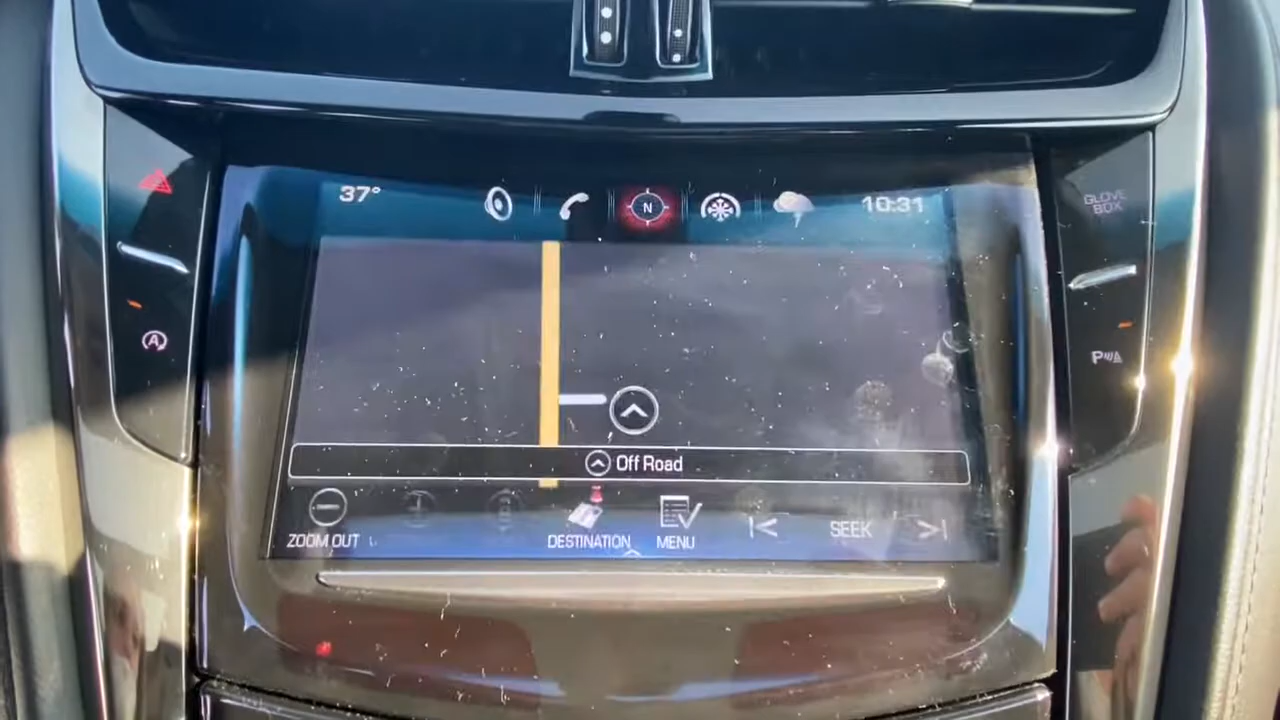 37°
N
10:31
GLOVE
BOX
A
P
Off Road
ZOOM OUT
DESTINATION
MENU
SEEK